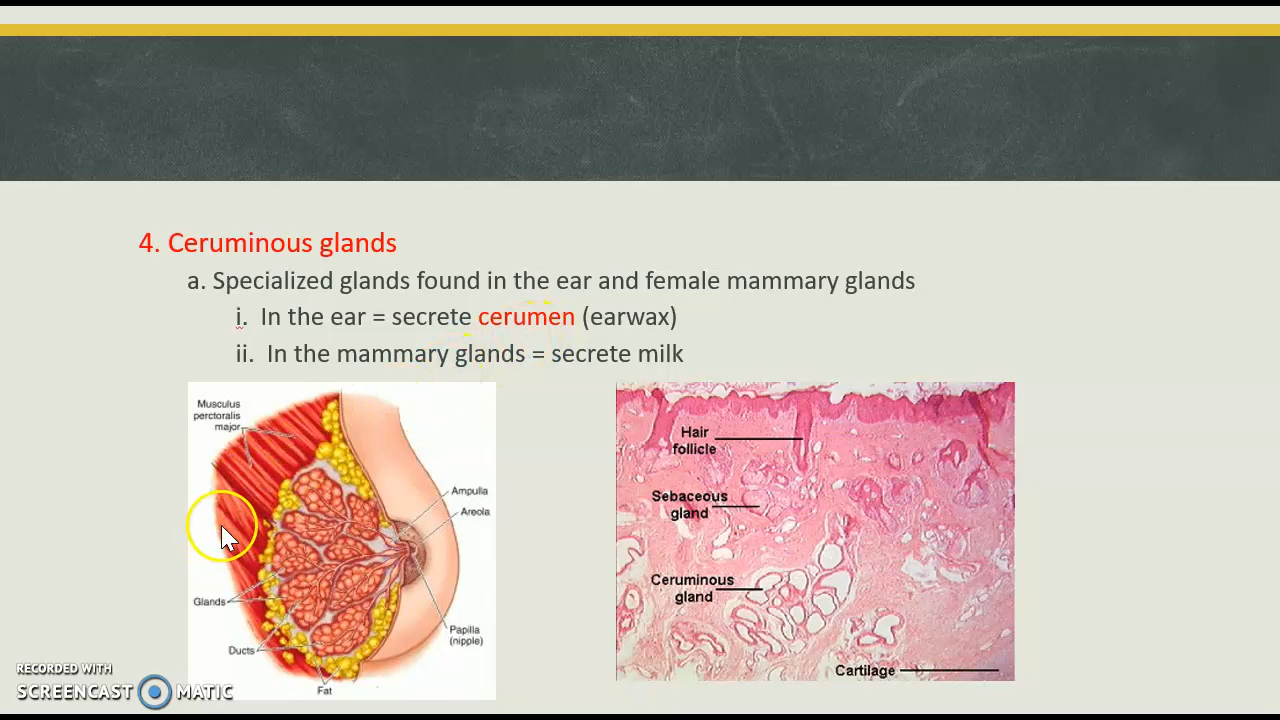 4. Ceruminous glands
a. Specialized glands found in the ear and female mammary glands
i. In the ear = secrete cerumen (earwax)
ii. In the mammary glands = secrete milk
Musculus
perctoralis
major
Ampulla
Areola
Glands
Papilla
(nipple)
Ducts
Fat
Hair
follicle
Sebaceous
gland
Ceruminous
gland
Cartilage
RECORDED WITH
SCREENCAST MATIC